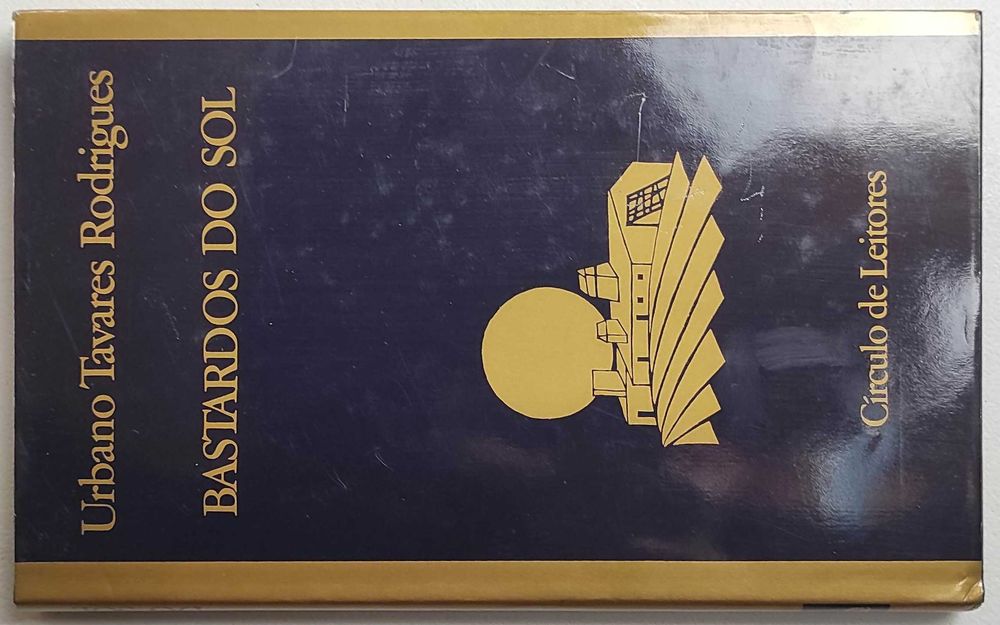 Urbano Tavares Rodrigues
BASTARDOS DO SOL
Círculo de Leitores